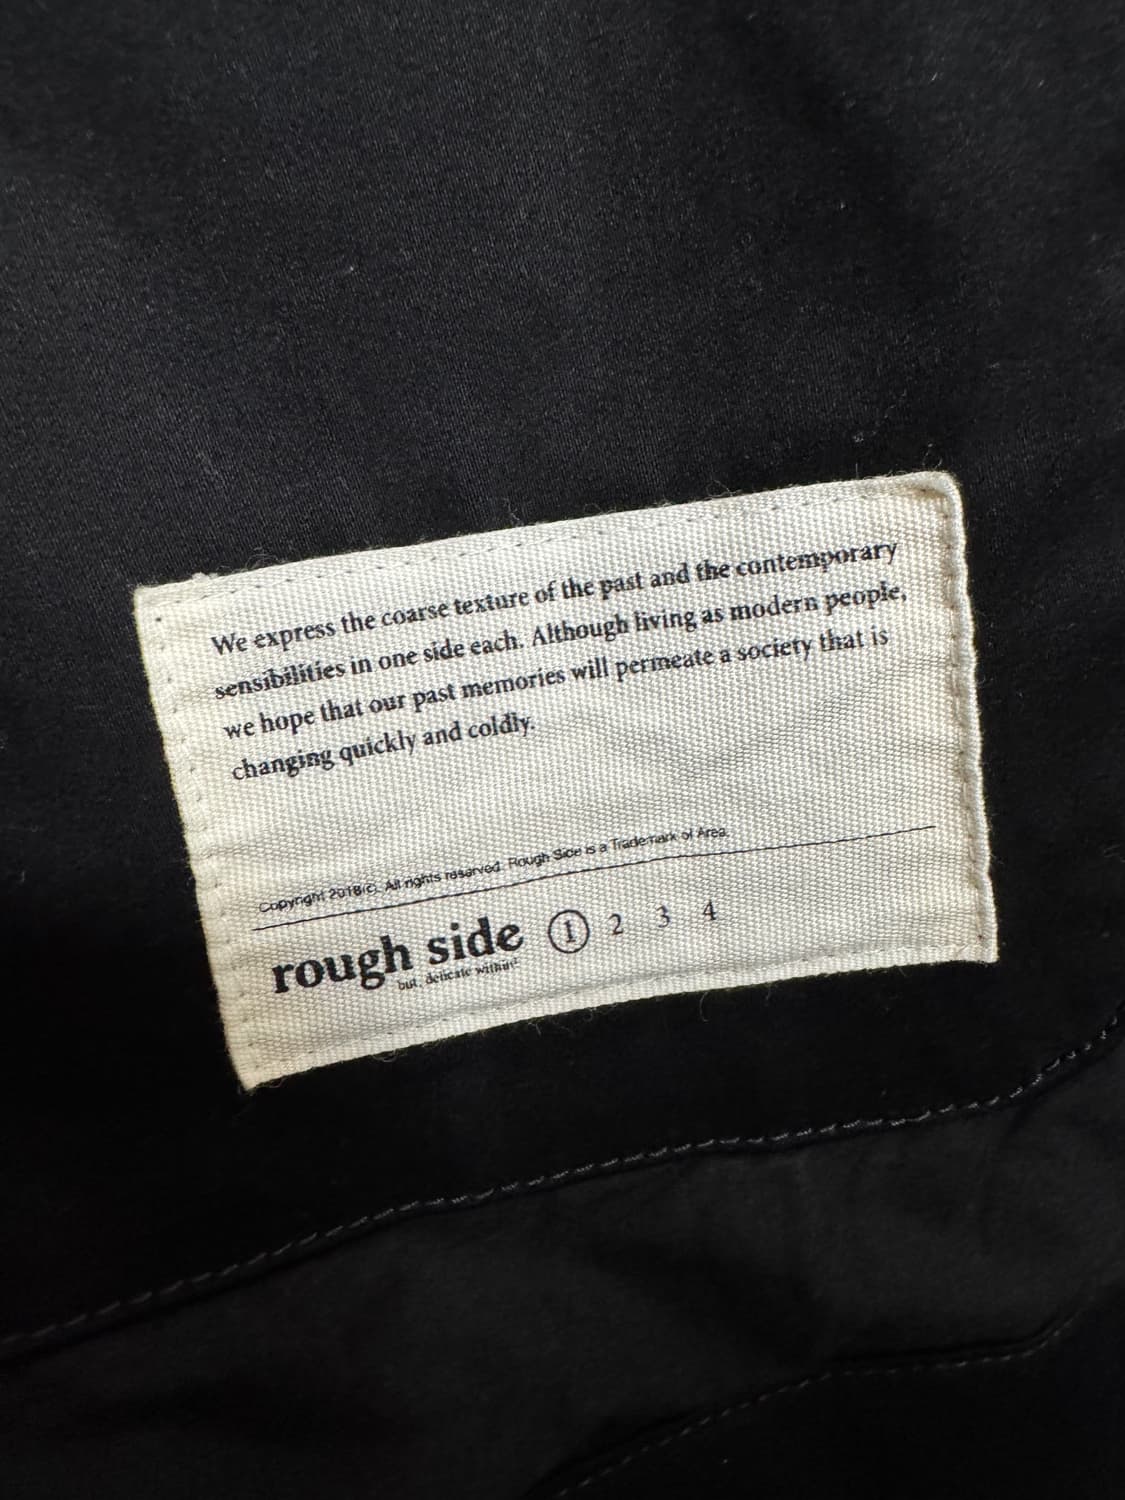 We express the coarse texture of the past and the contemporary
sensibilities in one side each. Although living as modern people,
we hope that our past memories will permeate a society that is
changing quickly and coldly.
Copyright 2018(c). All rights reserved. Rough Side is a Trademark of Area.
rough side ① 2 3 4
but, delicate within!